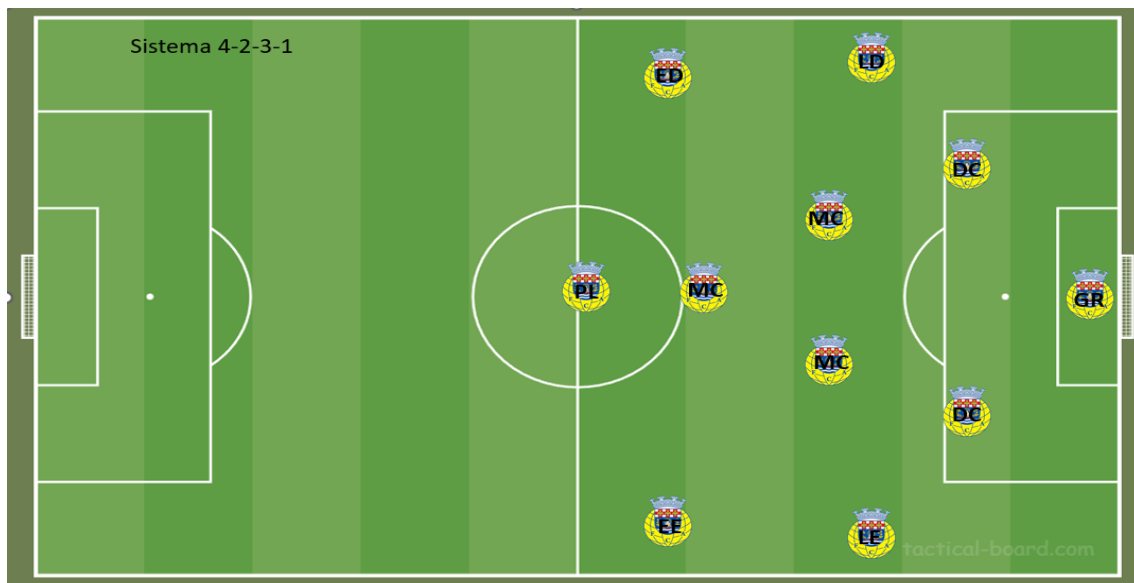 Sistema 4-2-3-1
ED
LD
DC
MC
PL
MC
GR
MC
DC
EE
LE
tactical-board.com